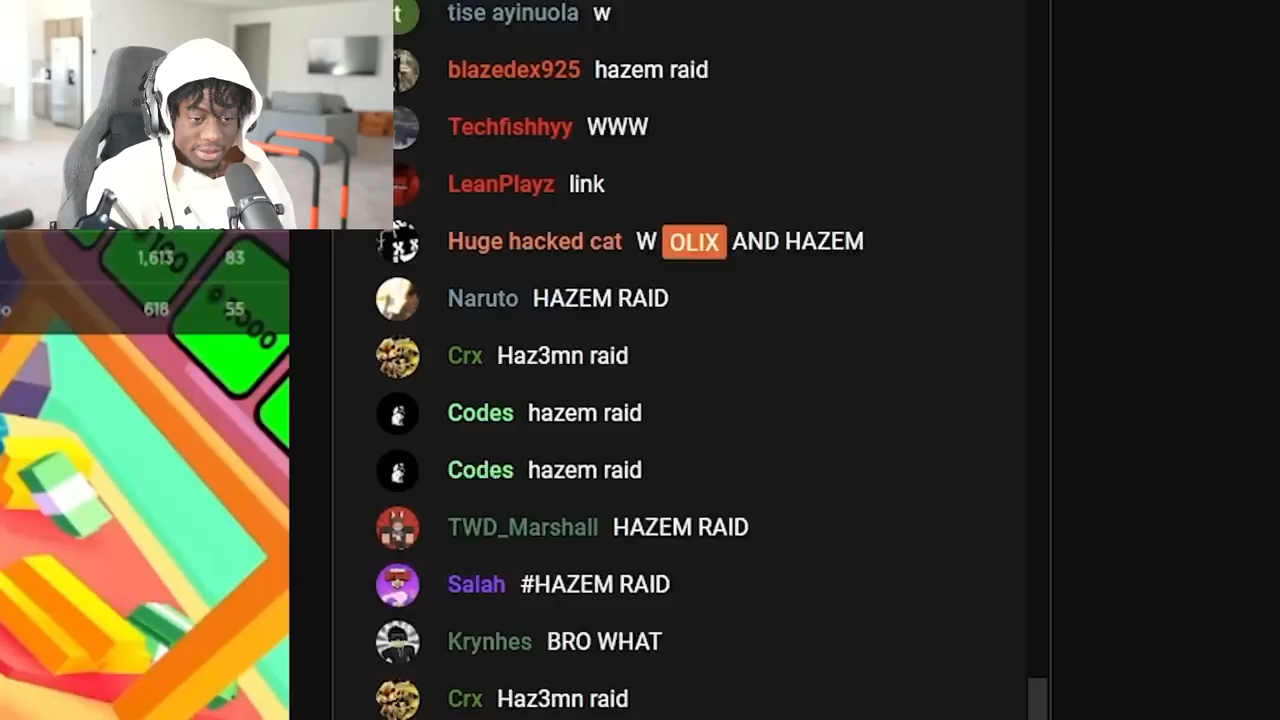 t
tise ayinuola w
blazedex925 hazem raid
Techfishhyy WWW
LeanPlayz link
Huge hacked cat W OLIX AND HAZEM
Naruto HAZEM RAID
Crx Haz3mn raid
Codes hazem raid
Codes hazem raid
TWD_Marshall HAZEM RAID
Salah #HAZEM RAID
Krynhes BRO WHAT
Crx Haz3mn raid
1,613 83
o 618 55